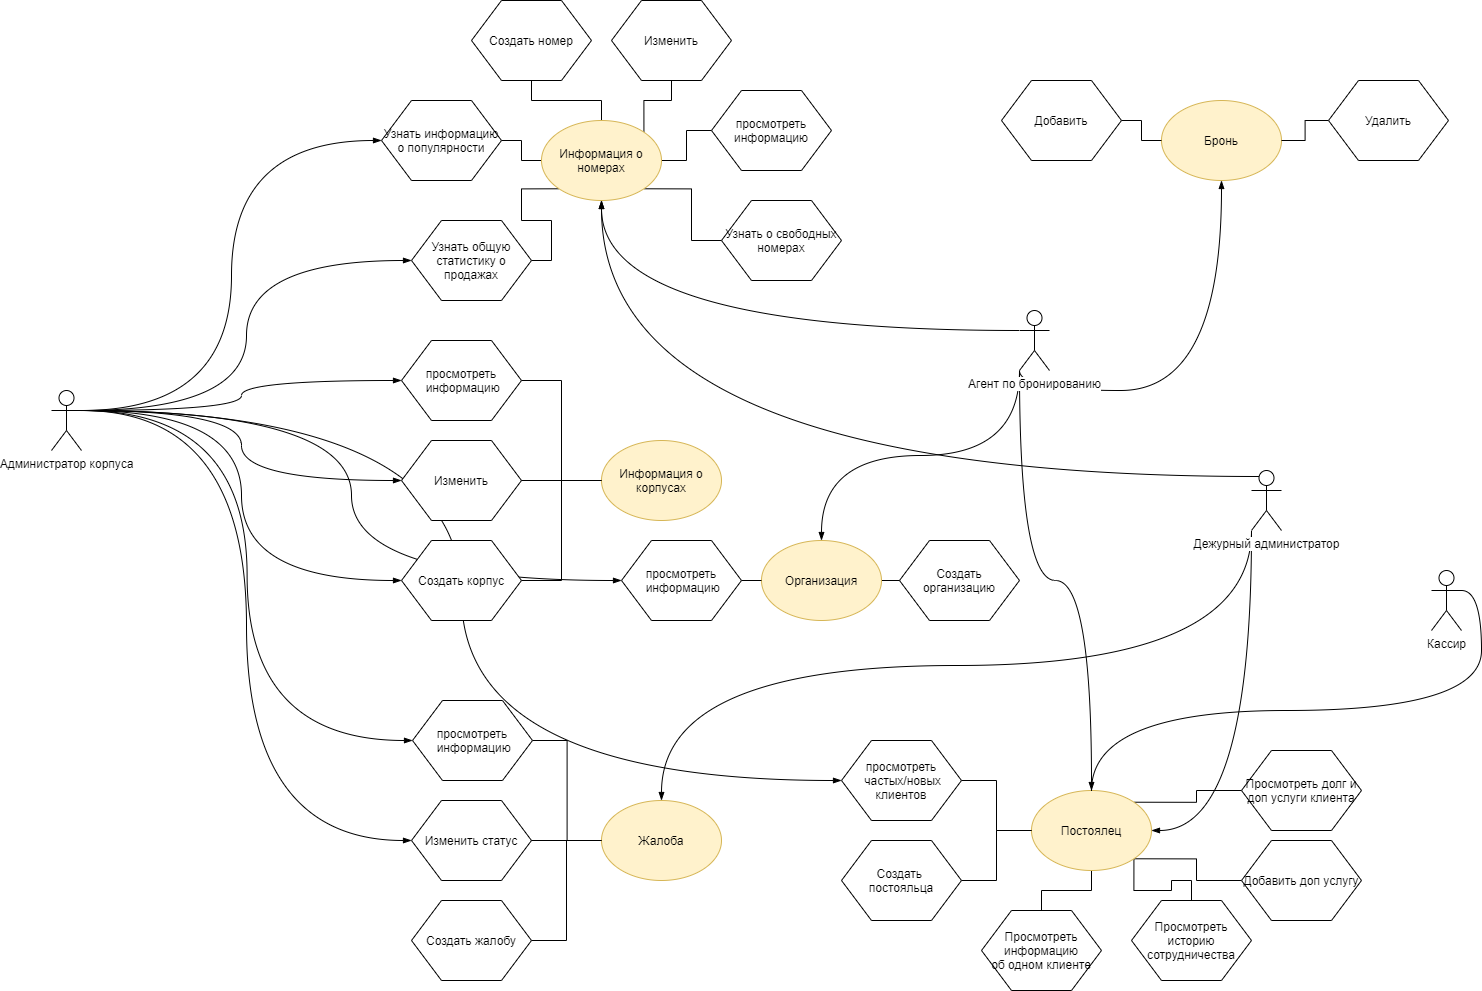 Создать номер
Изменить
Узнать информацию
о популярности
Информация о
номерах
просмотреть
информацию
Добавить
Бронь
Удалить
Узнать общую
статистику о
продажах
Узнать о свободных
номерах
просмотреть
информацию
Агент по бронированию
Администратор корпуса
Изменить
Информация о
корпусах
Дежурный администратор
Создать корпус
просмотреть
информацию
Организация
Создать
организацию
Кассир
просмотреть
информацию
просмотреть
частых/новых
клиентов
Просмотреть долг и
доп услуги клиента
Изменить статус
Жалоба
Постоялец
Создать
постояльца
Добавить доп услугу
Создать жалобу
Просмотреть
информацию
об одном клиенте
Просмотреть
историю
сотрудничества